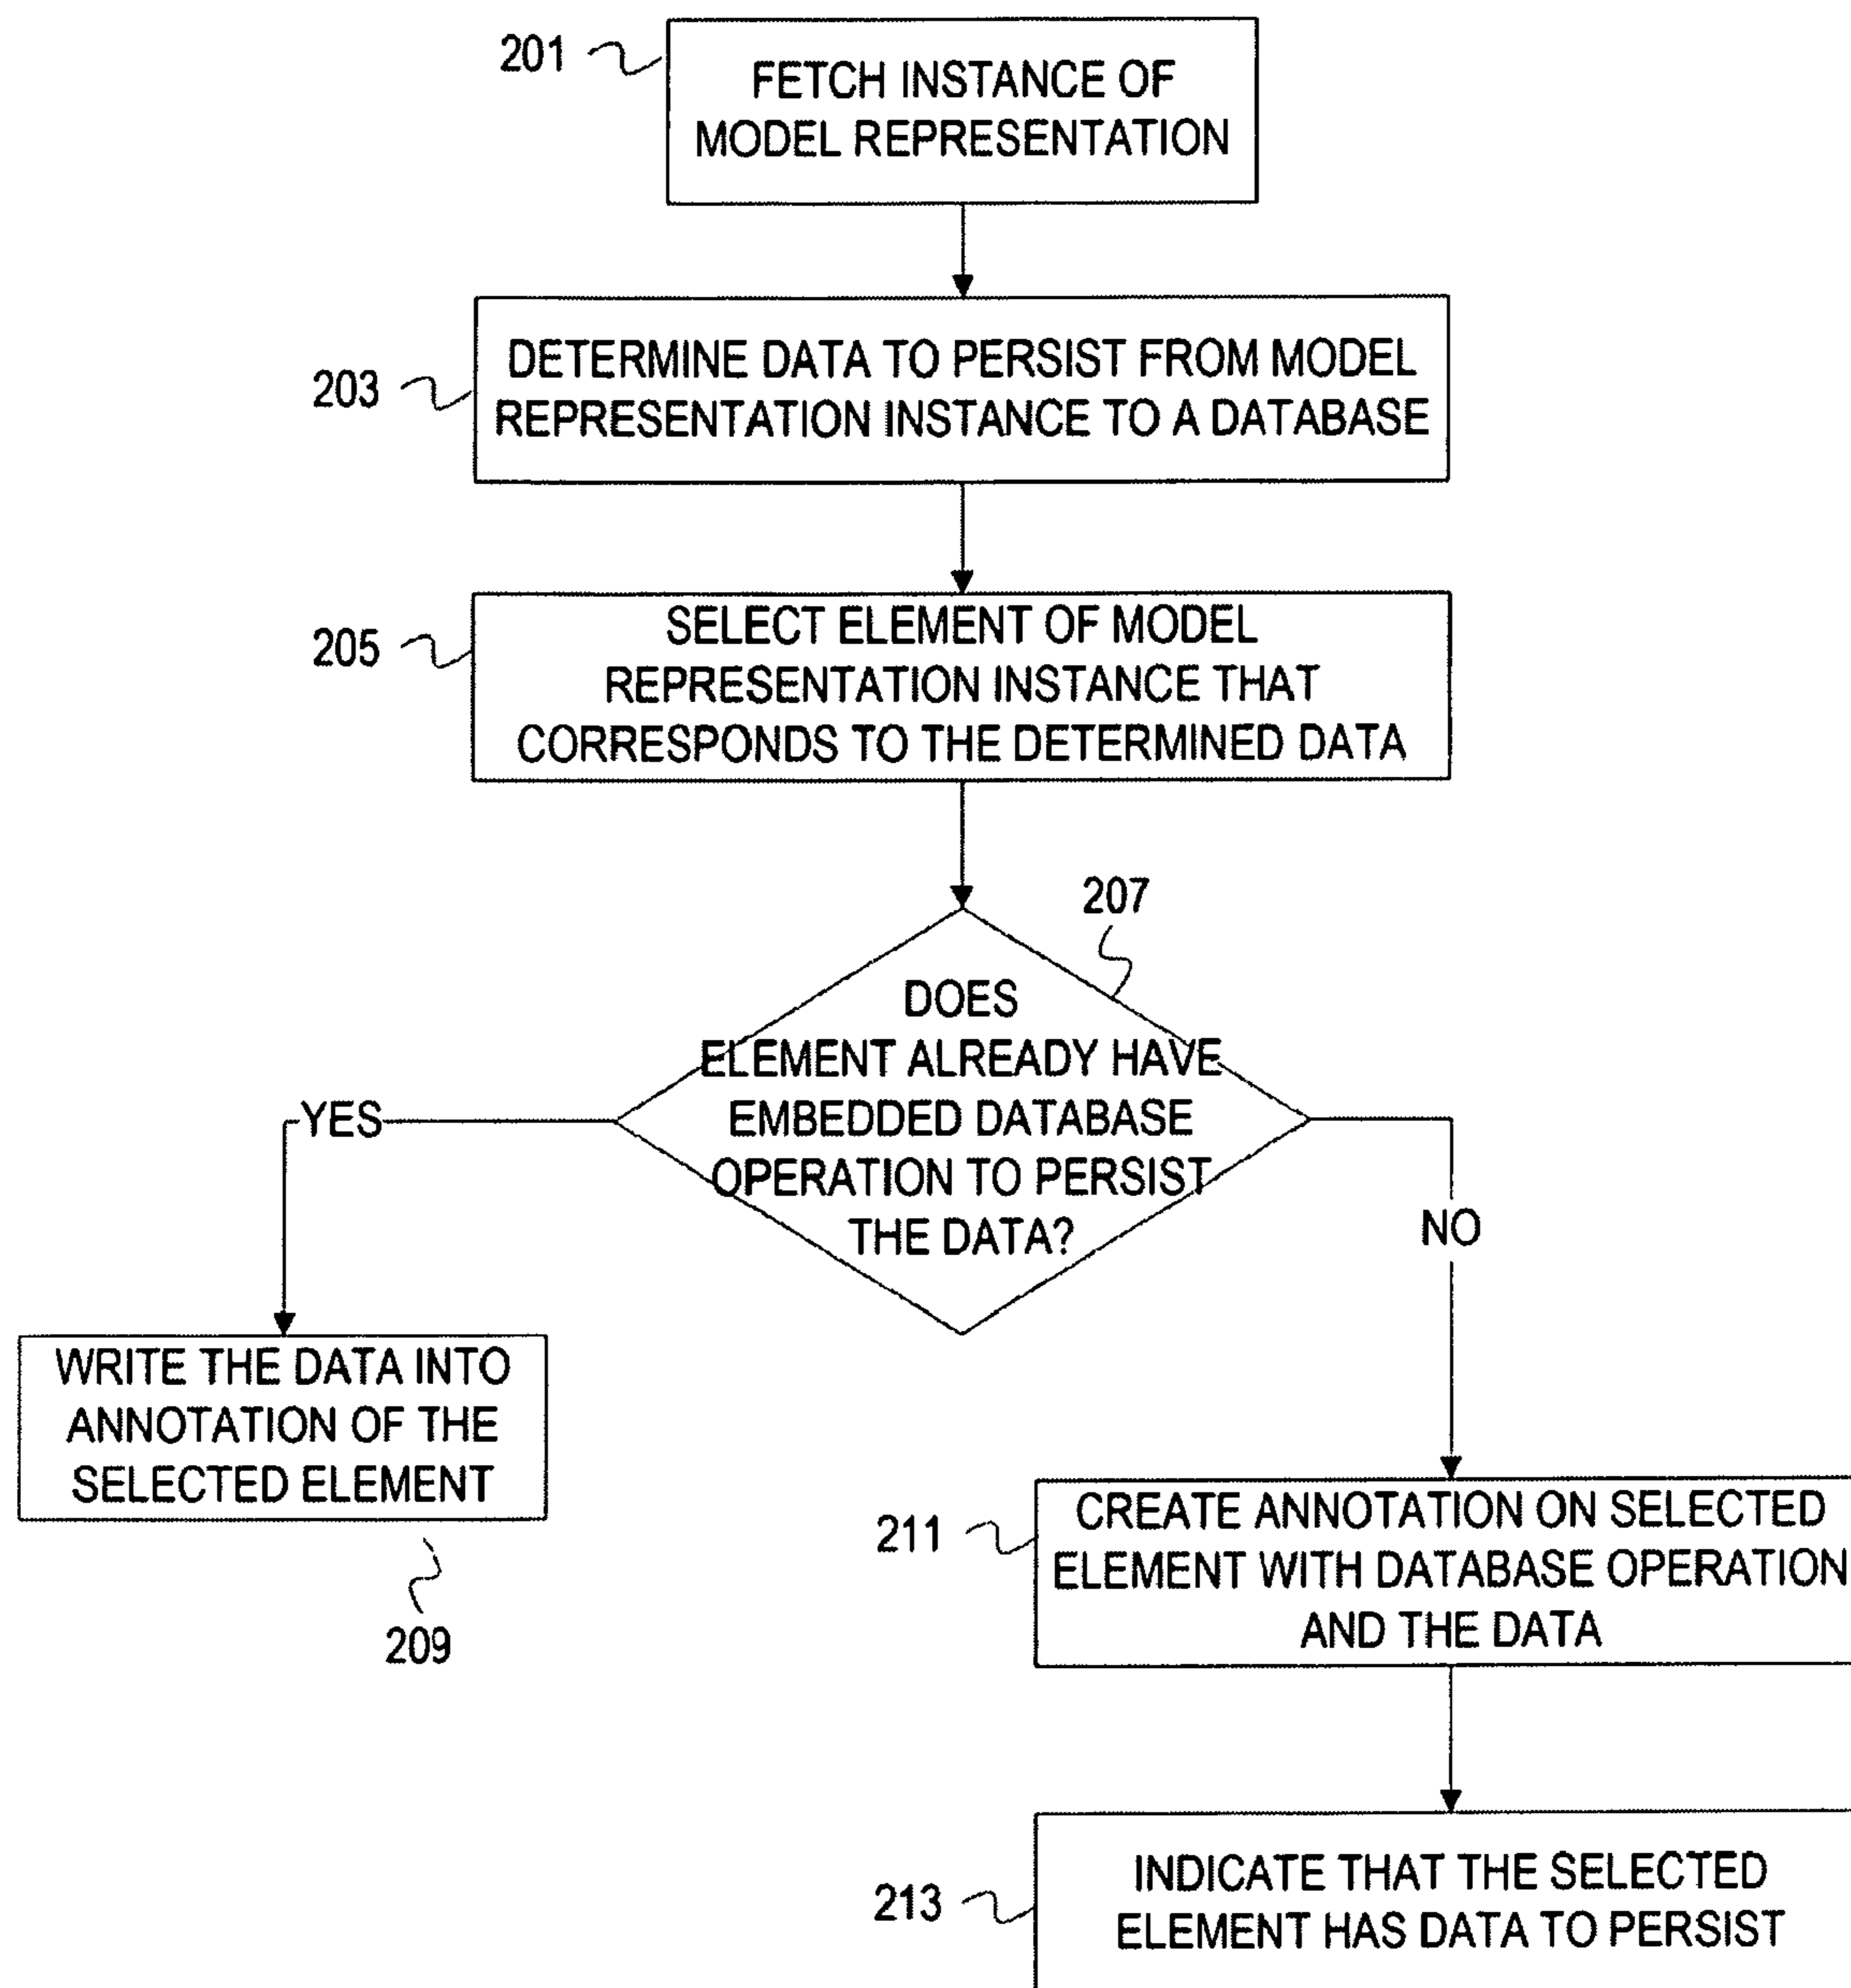 201
FETCH INSTANCE OF
MODEL REPRESENTATION
203
DETERMINE DATA TO PERSIST FROM MODEL
REPRESENTATION INSTANCE TO A DATABASE
205
SELECT ELEMENT OF MODEL
REPRESENTATION INSTANCE THAT
CORRESPONDS TO THE DETERMINED DATA
207
DOES
ELEMENT ALREADY HAVE
EMBEDDED DATABASE
OPERATION TO PERSIST
THE DATA?
YES
NO
WRITE THE DATA INTO
ANNOTATION OF THE
SELECTED ELEMENT
209
211
CREATE ANNOTATION ON SELECTED
ELEMENT WITH DATABASE OPERATION
AND THE DATA
213
INDICATE THAT THE SELECTED
ELEMENT HAS DATA TO PERSIST